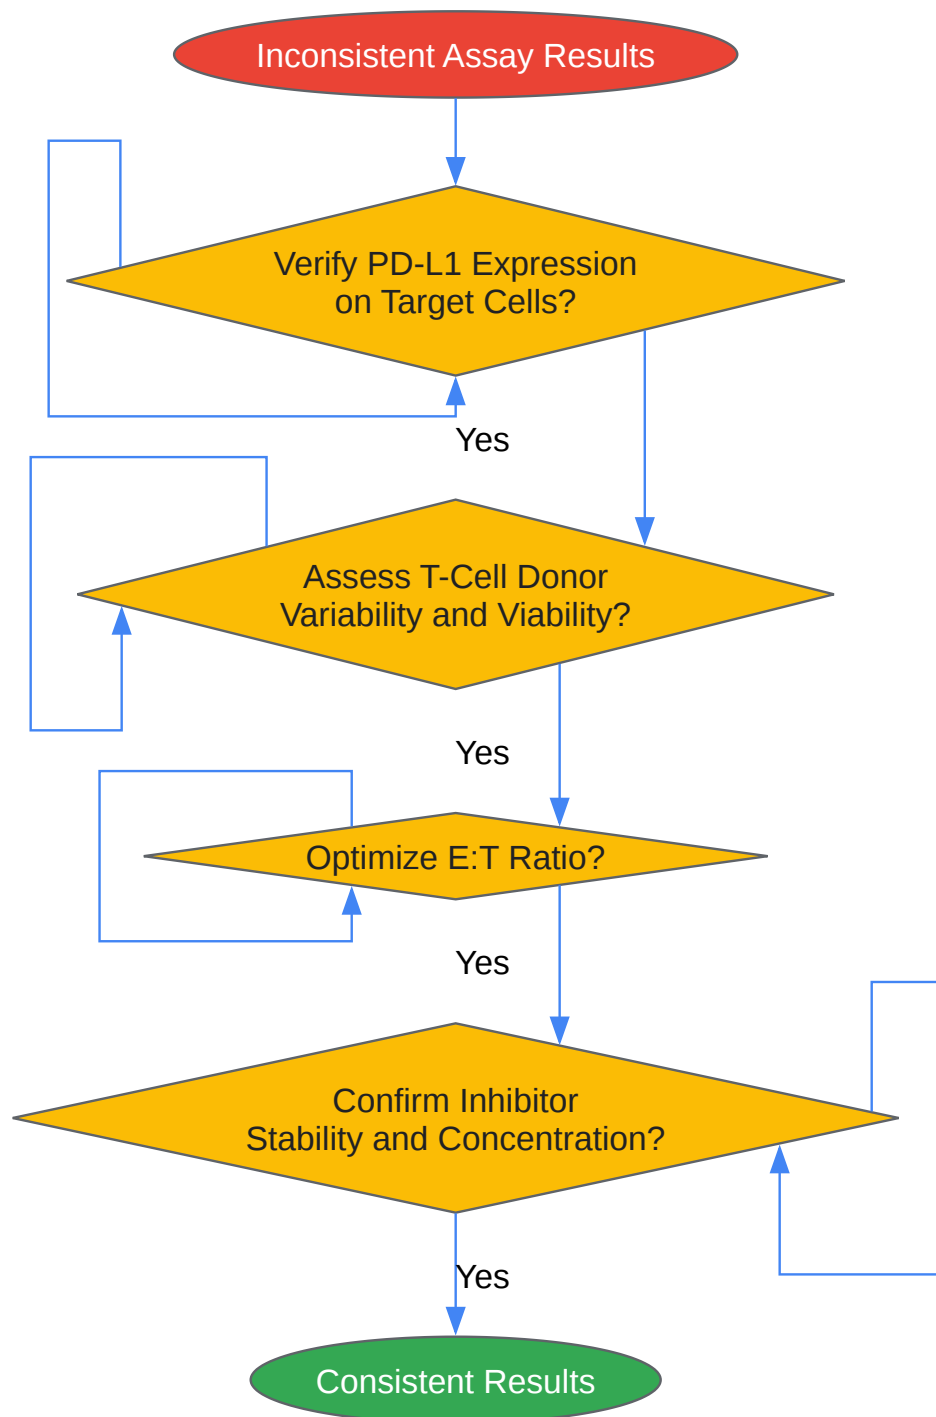 Inconsistent Assay Results
Verify PD-L1 Expression
on Target Cells?
Yes
Assess T-Cell Donor
Variability and Viability?
Yes
Optimize E:T Ratio?
Yes
Confirm Inhibitor
Stability and Concentration?
Yes
Consistent Results